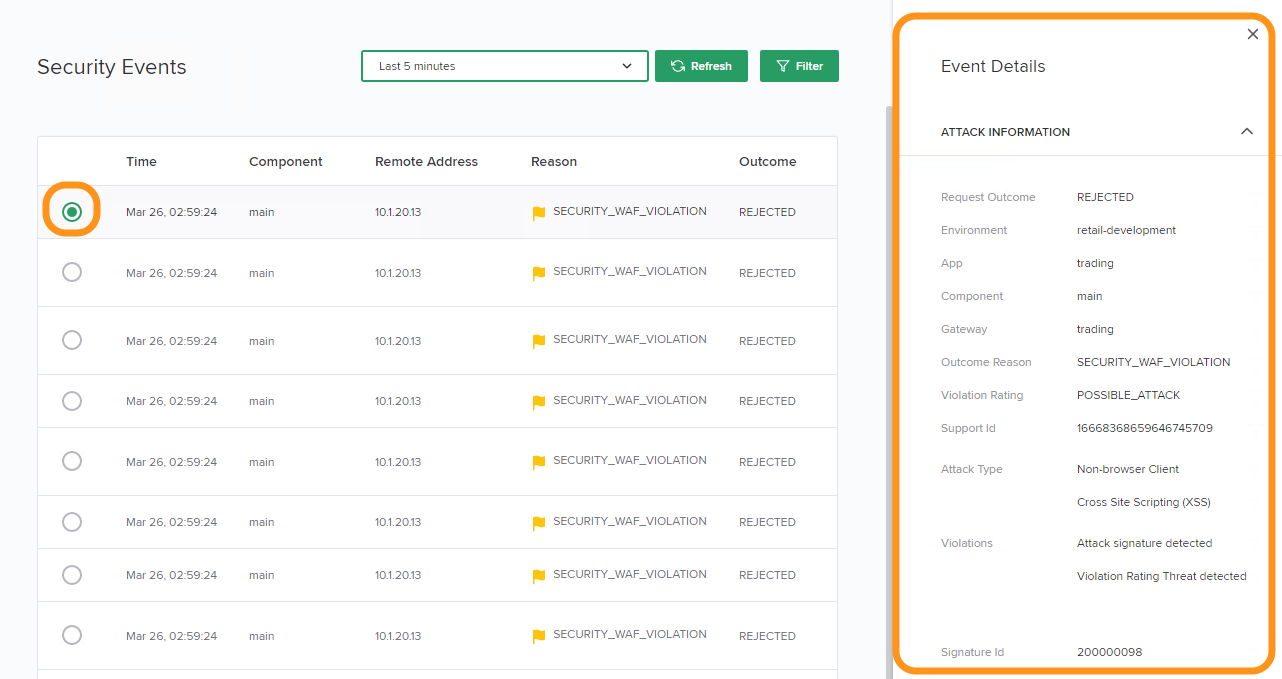 Security Events
Last 5 minutes
Refresh
Filter
Time Component Remote Address Reason Outcome
Mar 26, 02:59:24 main 10.1.20.13 SECURITY_WAF_VIOLATION REJECTED
Mar 26, 02:59:24 main 10.1.20.13 SECURITY_WAF_VIOLATION REJECTED
Mar 26, 02:59:24 main 10.1.20.13 SECURITY_WAF_VIOLATION REJECTED
Mar 26, 02:59:24 main 10.1.20.13 SECURITY_WAF_VIOLATION REJECTED
Mar 26, 02:59:24 main 10.1.20.13 SECURITY_WAF_VIOLATION REJECTED
Mar 26, 02:59:24 main 10.1.20.13 SECURITY_WAF_VIOLATION REJECTED
Mar 26, 02:59:24 main 10.1.20.13 SECURITY_WAF_VIOLATION REJECTED
Mar 26, 02:59:24 main 10.1.20.13 SECURITY_WAF_VIOLATION REJECTED
Event Details
ATTACK INFORMATION
Request Outcome REJECTED
Environment retail-development
App trading
Component main
Gateway trading
Outcome Reason SECURITY_WAF_VIOLATION
Violation Rating POSSIBLE_ATTACK
Support Id 16668368659646745709
Attack Type Non-browser Client
Cross Site Scripting (XSS)
Violations Attack signature detected
Violation Rating Threat detected
Signature Id 200000098